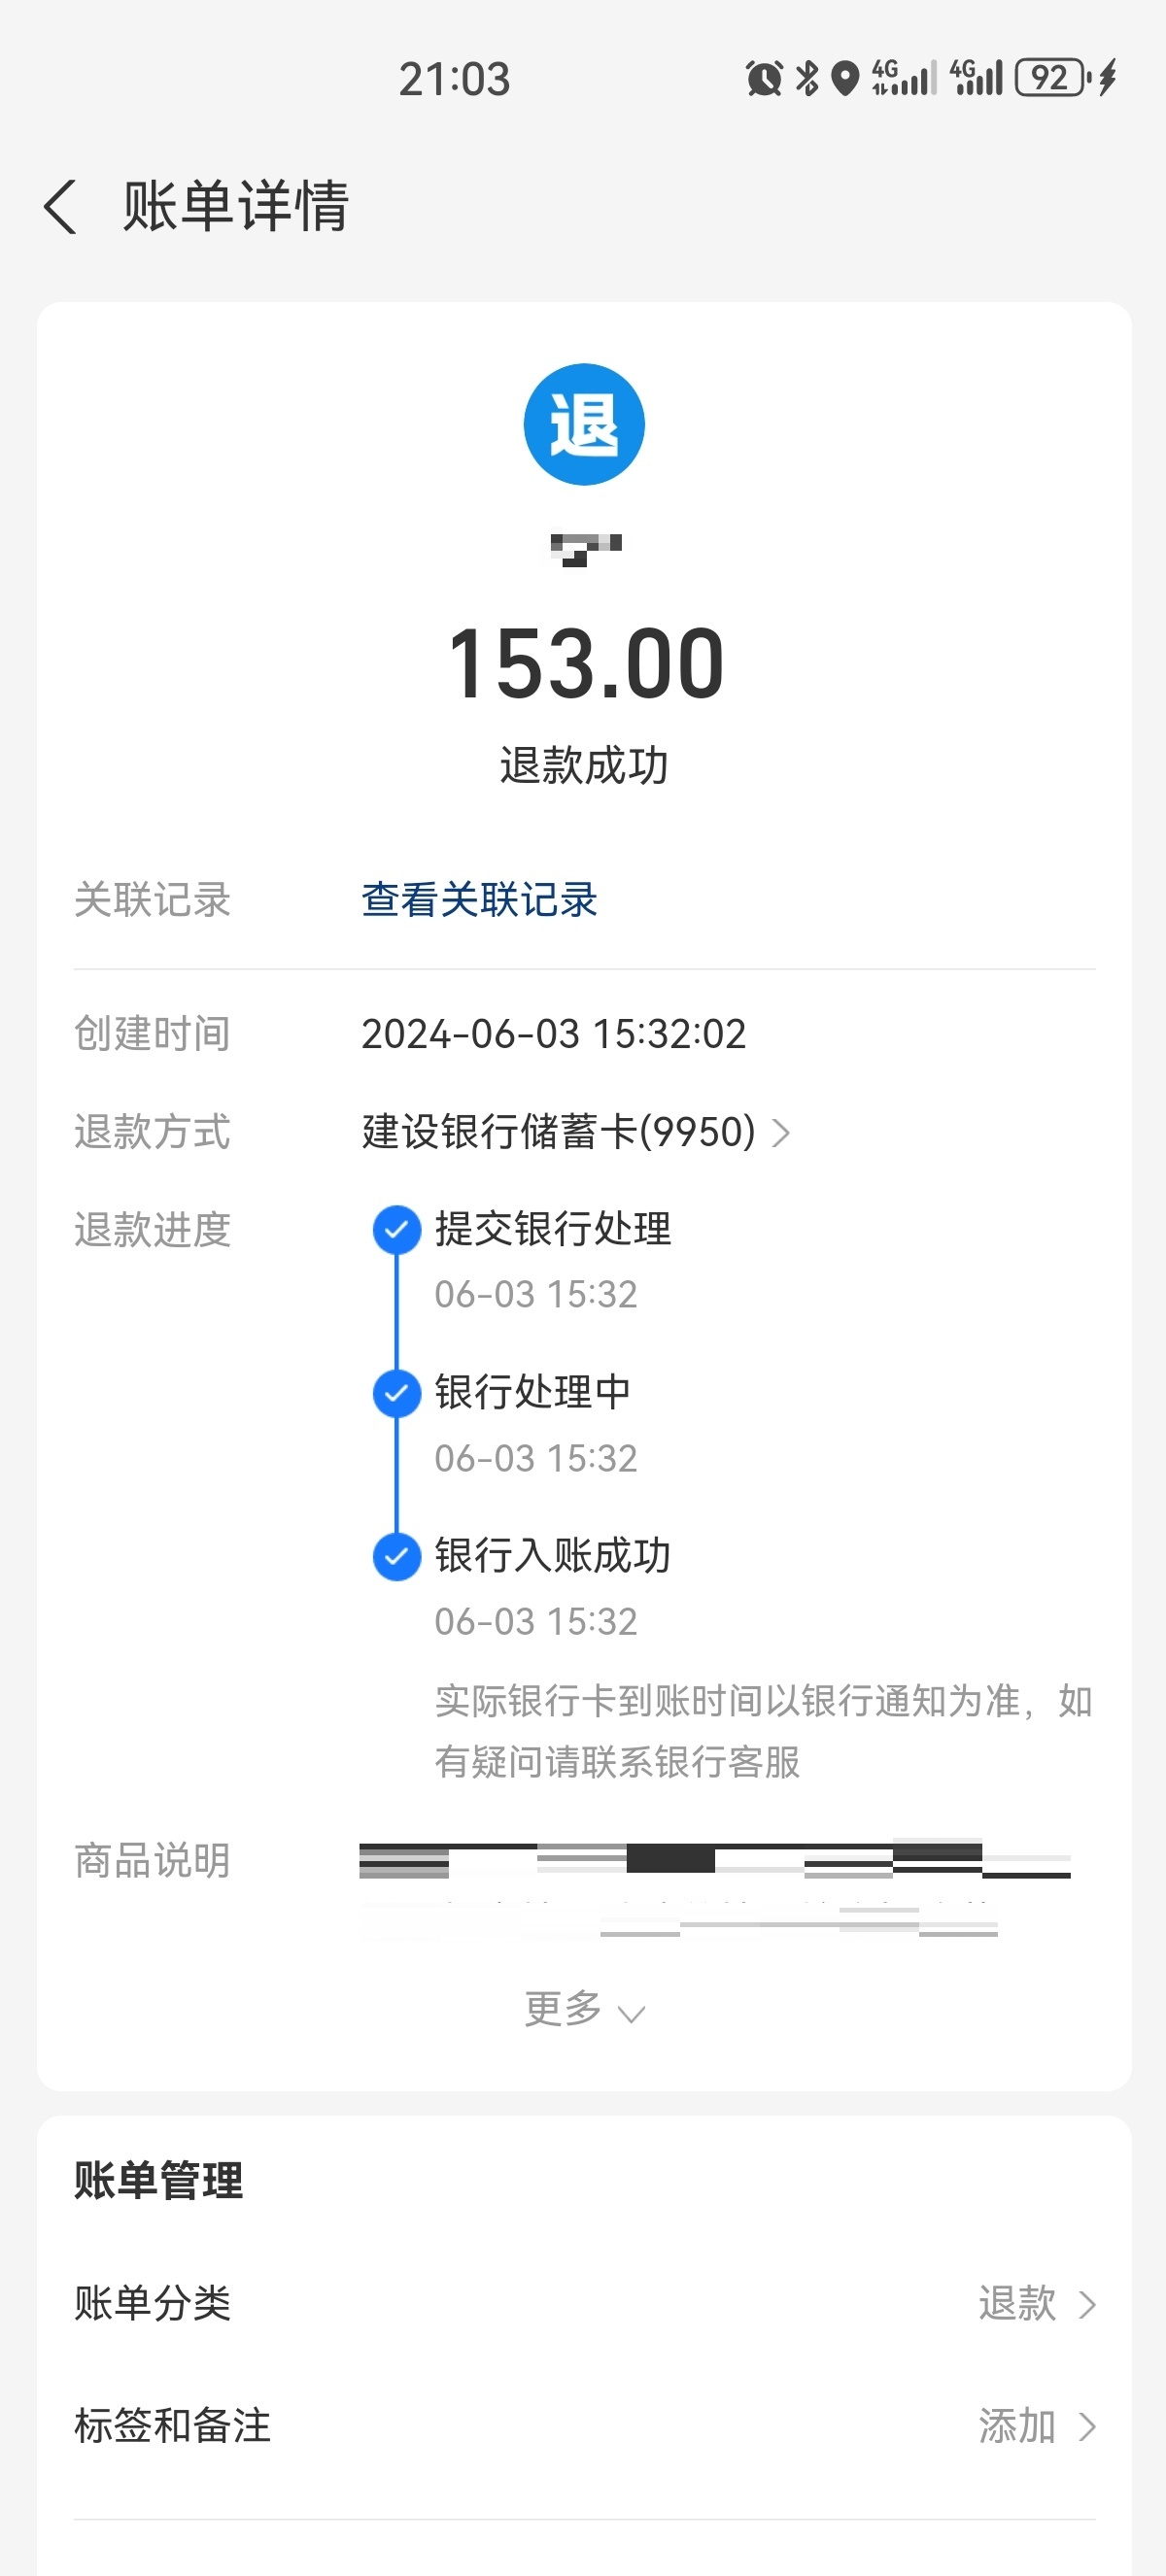 21:03
4G 4G 92
账单详情
退
153.00
退款成功
关联记录 查看关联记录
创建时间 2024-06-03 15:32:02
退款方式 建设银行储蓄卡(9950)
退款进度 提交银行处理
06-03 15:32
银行处理中
06-03 15:32
银行入账成功
06-03 15:32
实际银行卡到账时间以银行通知为准，如
有疑问请联系银行客服
商品说明
更多
账单管理
账单分类 退款
标签和备注 添加